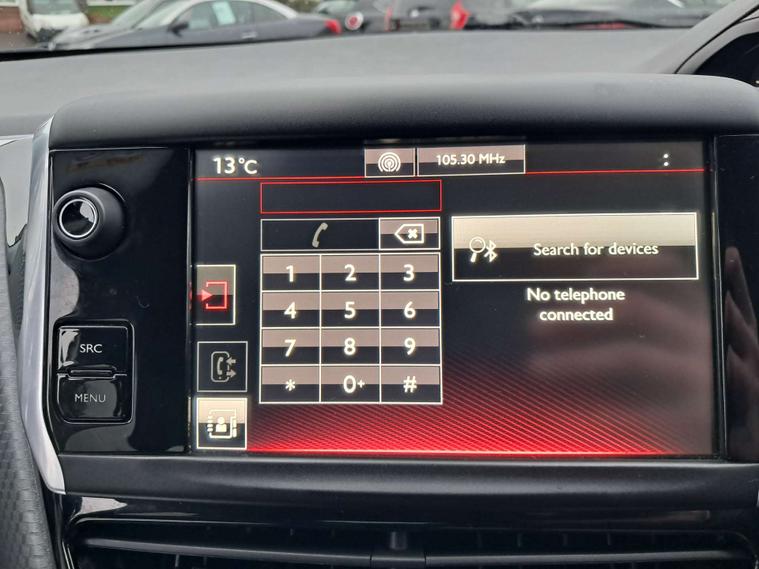 13°C
105.30 MHz
1 2 3
4 5 6
7 8 9
* 0+ #
Search for devices
No telephone
connected
SRC
MENU